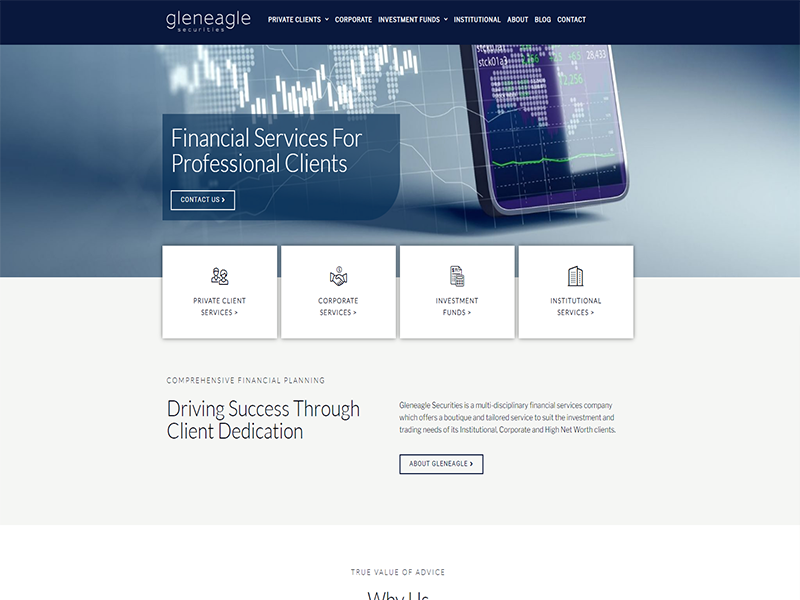 gleneagle
securities
PRIVATE CLIENTS CORPORATE INVESTMENT FUNDS INSTITUTIONAL ABOUT BLOG CONTACT
stck01a3
28,433
2,256
Financial Services For
Professional Clients
CONTACT US ›
PRIVATE CLIENT
SERVICES >
CORPORATE
SERVICES >
INVESTMENT
FUNDS >
INSTITUTIONAL
SERVICES >
COMPREHENSIVE FINANCIAL PLANNING
Driving Success Through
Client Dedication
Gleneagle Securities is a multi-disciplinary financial services company
which offers a boutique and tailored service to suit the investment and
trading needs of its Institutional, Corporate and High Net Worth clients.
ABOUT GLENEAGLE ›
TRUE VALUE OF ADVICE
Why Us